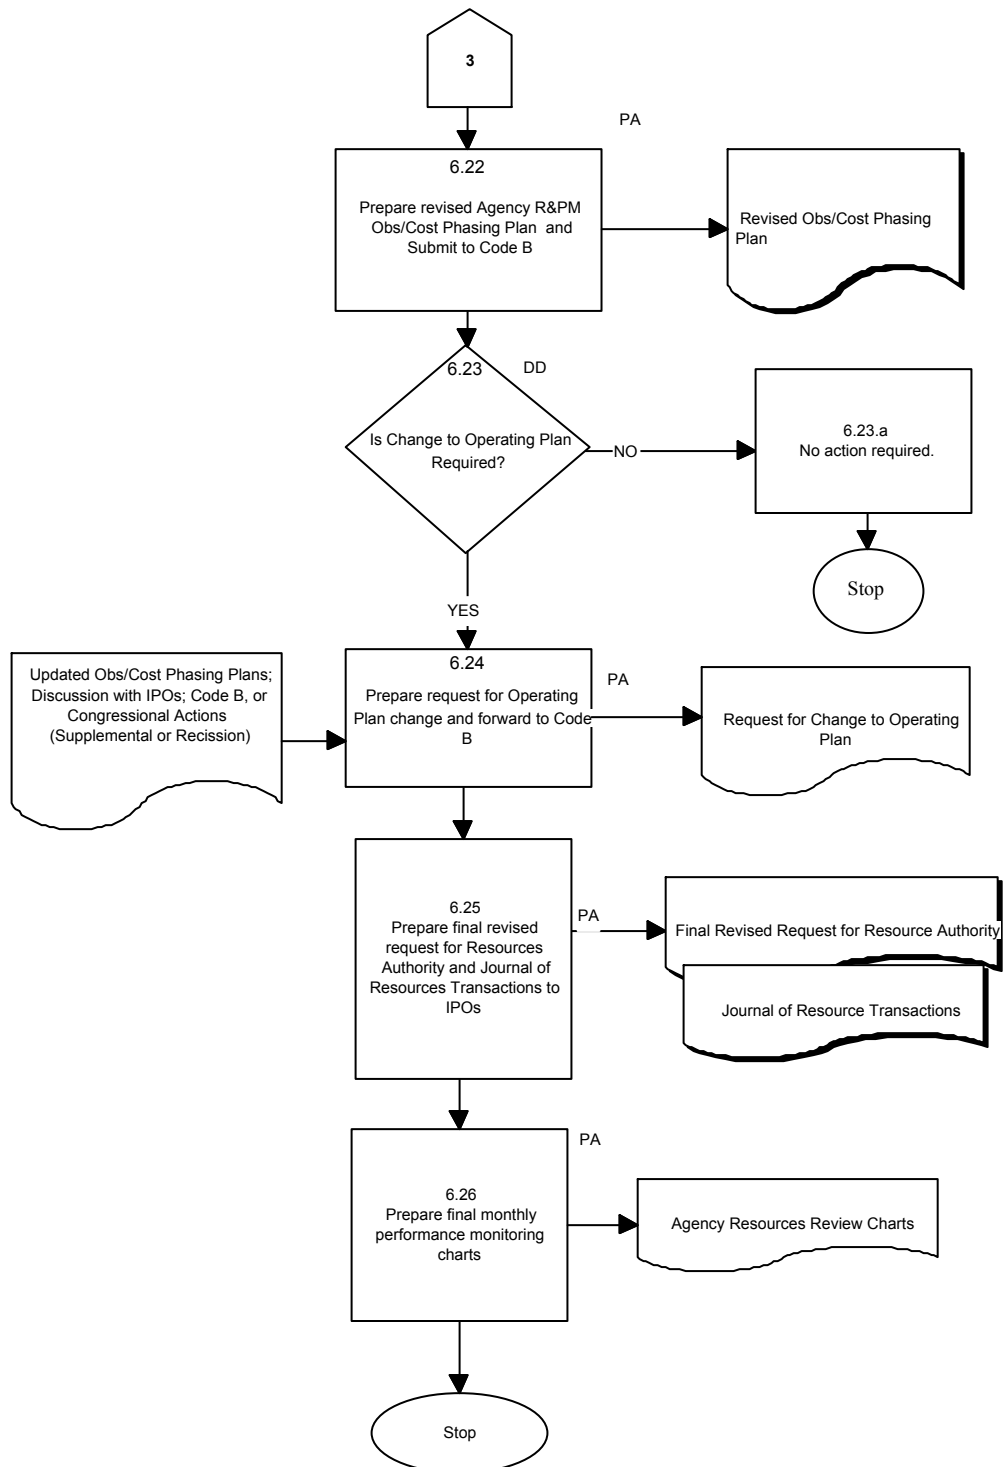 3
PA
6.22
Prepare revised Agency R&PM
Obs/Cost Phasing Plan and
Submit to Code B
Revised Obs/Cost Phasing
Plan
6.23
DD
Is Change to Operating Plan
Required?
NO
6.23.a
No action required.
Stop
YES
Updated Obs/Cost Phasing Plans;
Discussion with IPOs; Code B, or
Congressional Actions
(Supplemental or Recission)
6.24
Prepare request for Operating
Plan change and forward to Code
B
PA
Request for Change to Operating
Plan
6.25
Prepare final revised
request for Resources
Authority and Journal of
Resources Transactions to
IPOs
PA
Final Revised Request for Resource Authority
Journal of Resource Transactions
PA
6.26
Prepare final monthly
performance monitoring
charts
Agency Resources Review Charts
Stop